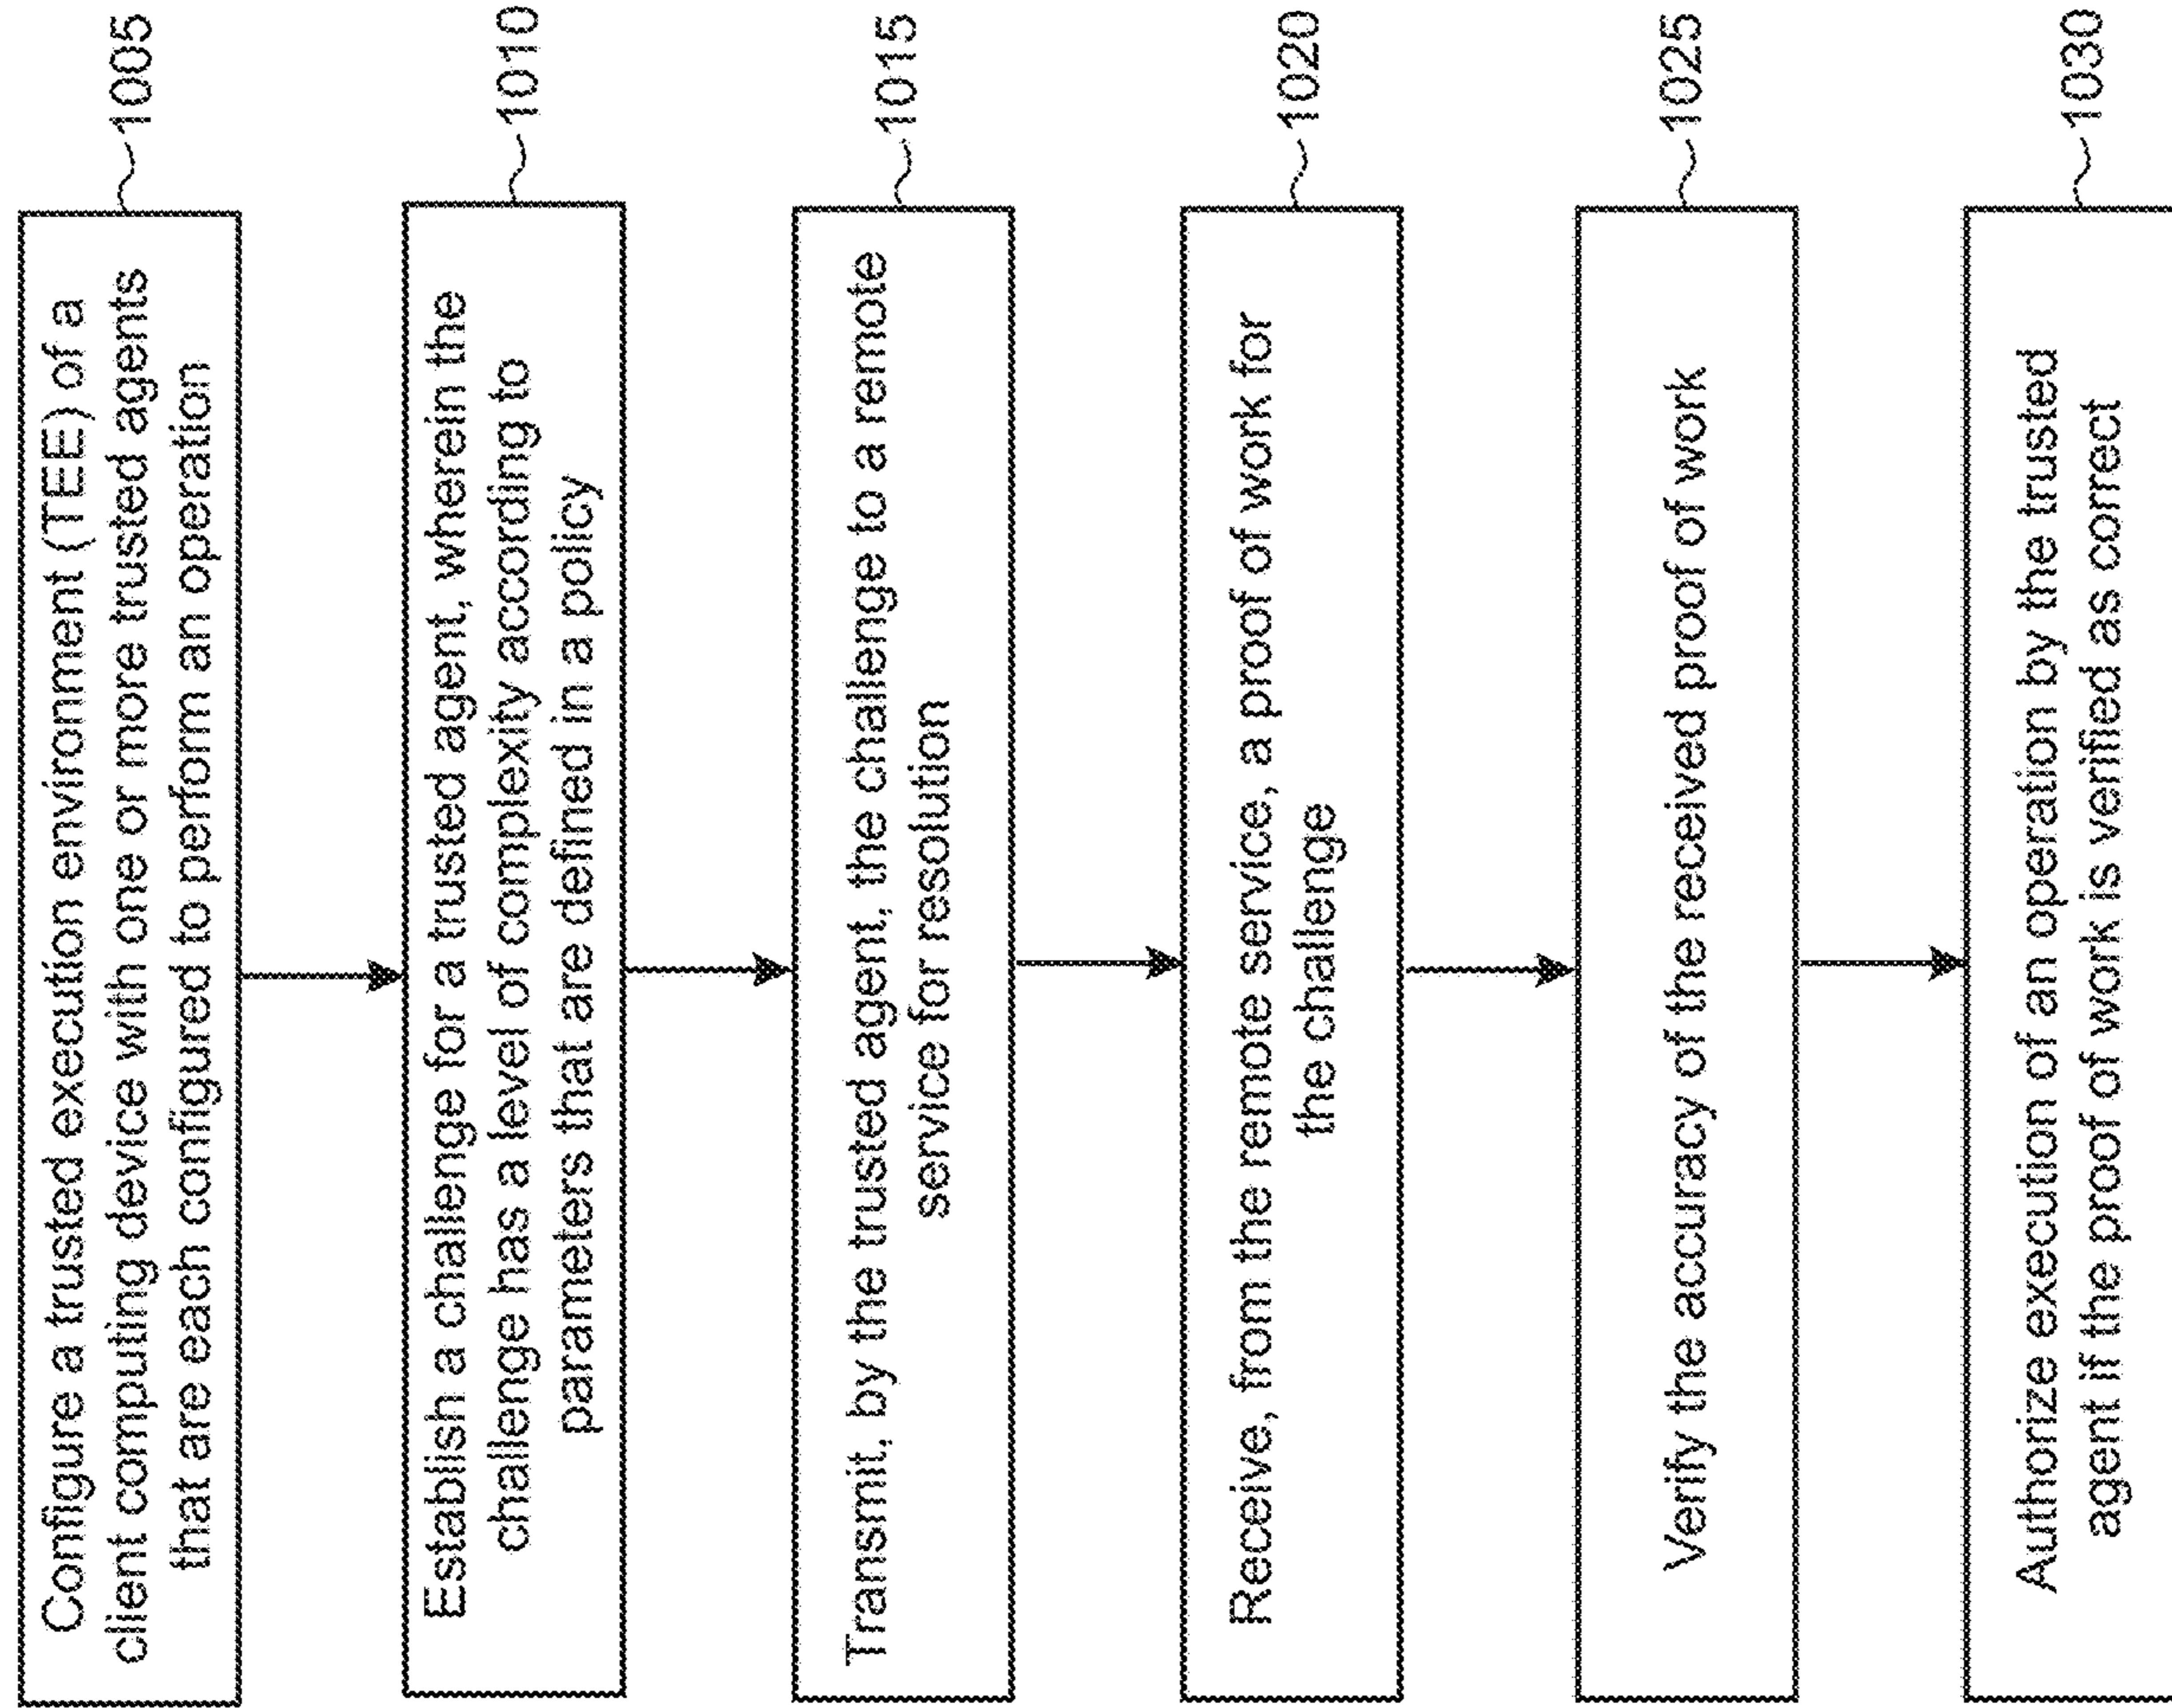 Configure a trusted execution environment (TEE) of a
client computing device with one or more trusted agents
that are each configured to perform an operation
1005
Establish a challenge for a trusted agent, wherein the
challenge has a level of complexity according to
parameters that are defined in a policy
1010
Transmit, by the trusted agent, the challenge to a remote
service for resolution
1015
Receive, from the remote service, a proof of work for
the challenge
1020
Verify the accuracy of the received proof of work
1025
Authorize execution of an operation by the trusted
agent if the proof of work is verified as correct
1030